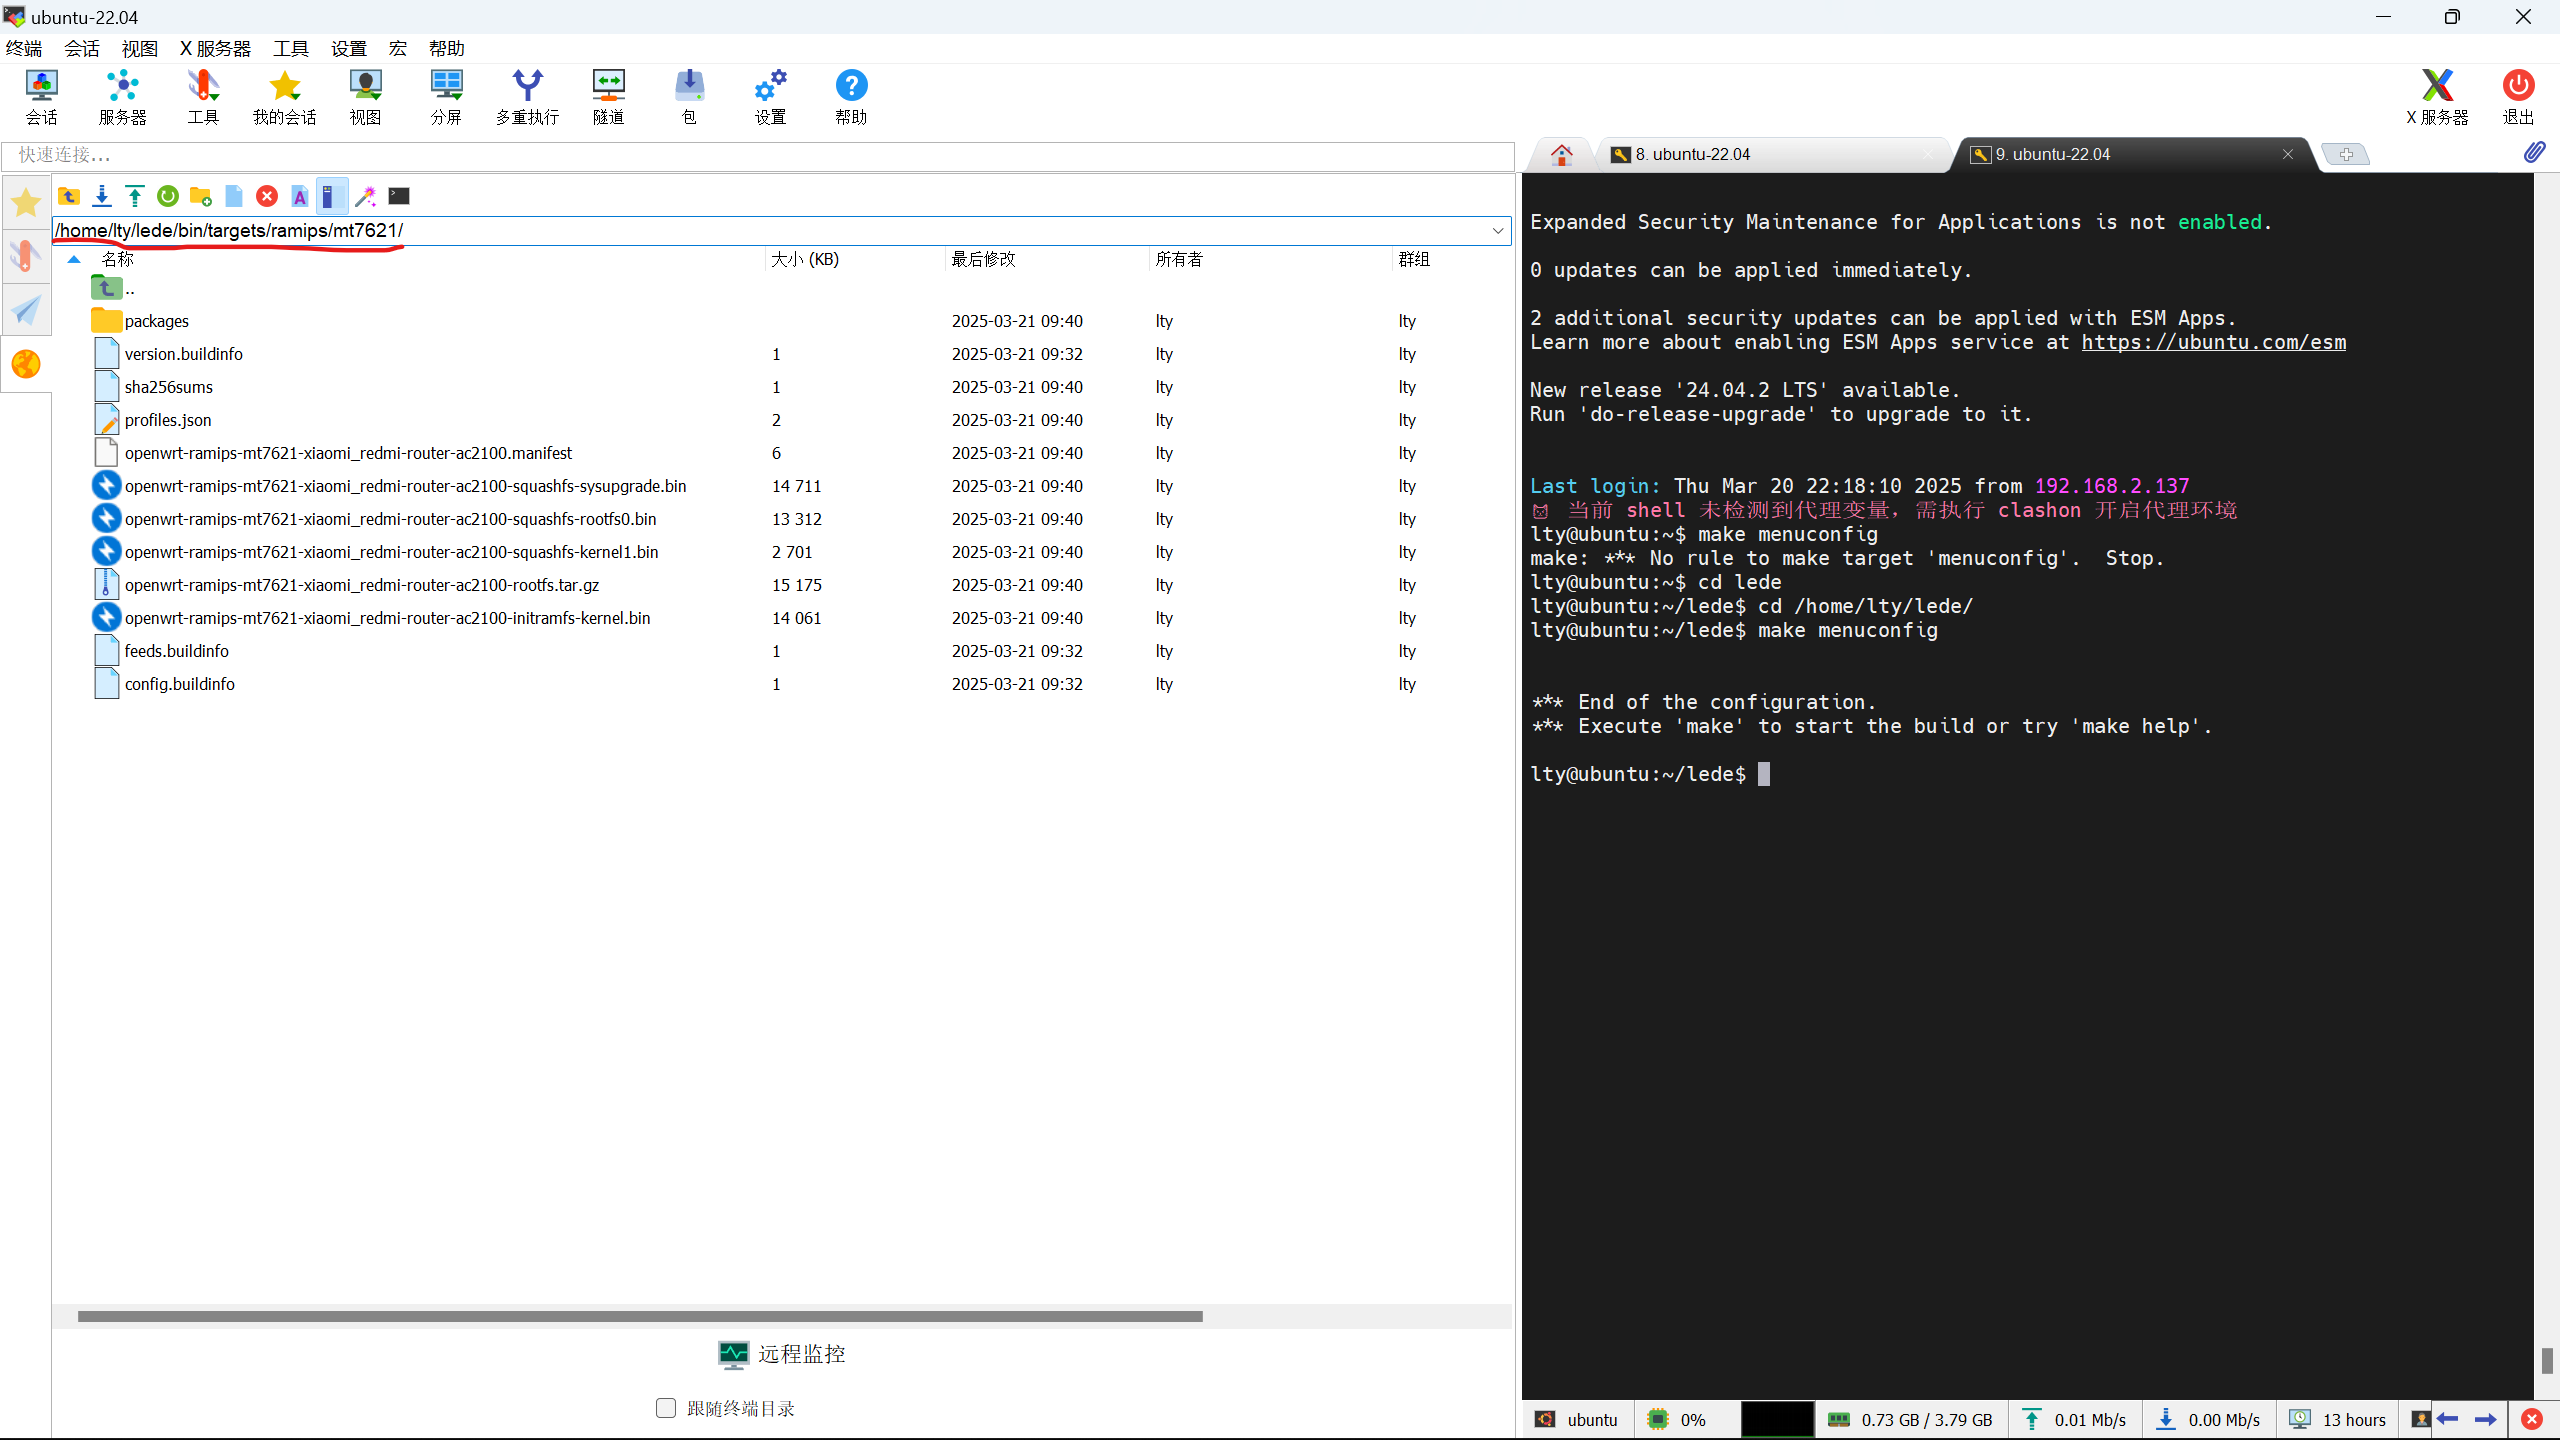 ubuntu-22.04
终端 会话 视图 X 服务器 工具 设置 宏 帮助
会话 服务器 工具 我的会话 视图 分屏 多重执行 隧道 包 设置 帮助 X 服务器 退出
快速连接...
8. ubuntu-22.04
9. ubuntu-22.04
/home/lty/lede/bin/targets/ramips/mt7621/
名称 大小 (KB) 最后修改 所有者 群组
..
packages 2025-03-21 09:40 lty lty
version.buildinfo 1 2025-03-21 09:32 lty lty
sha256sums 1 2025-03-21 09:40 lty lty
profiles.json 2 2025-03-21 09:40 lty lty
openwrt-ramips-mt7621-xiaomi_redmi-router-ac2100.manifest 6 2025-03-21 09:40 lty lty
openwrt-ramips-mt7621-xiaomi_redmi-router-ac2100-squashfs-sysupgrade.bin 14 711 2025-03-21 09:40 lty lty
openwrt-ramips-mt7621-xiaomi_redmi-router-ac2100-squashfs-rootfs0.bin 13 312 2025-03-21 09:40 lty lty
openwrt-ramips-mt7621-xiaomi_redmi-router-ac2100-squashfs-kernel1.bin 2 701 2025-03-21 09:40 lty lty
openwrt-ramips-mt7621-xiaomi_redmi-router-ac2100-rootfs.tar.gz 15 175 2025-03-21 09:40 lty lty
openwrt-ramips-mt7621-xiaomi_redmi-router-ac2100-initramfs-kernel.bin 14 061 2025-03-21 09:40 lty lty
feeds.buildinfo 1 2025-03-21 09:32 lty lty
config.buildinfo 1 2025-03-21 09:32 lty lty
远程监控
跟随终端目录
Expanded Security Maintenance for Applications is not enabled.
0 updates can be applied immediately.
2 additional security updates can be applied with ESM Apps.
Learn more about enabling ESM Apps service at https://ubuntu.com/esm
New release '24.04.2 LTS' available.
Run 'do-release-upgrade' to upgrade to it.
Last login: Thu Mar 20 22:18:10 2025 from 192.168.2.137
😼 当前 shell 未检测到代理变量，需执行 clashon 开启代理环境
lty@ubuntu:~$ make menuconfig
make: *** No rule to make target 'menuconfig'.  Stop.
lty@ubuntu:~$ cd lede
lty@ubuntu:~/lede$ cd /home/lty/lede/
lty@ubuntu:~/lede$ make menuconfig
*** End of the configuration.
*** Execute 'make' to start the build or try 'make help'.
lty@ubuntu:~/lede$
ubuntu 0% 0.73 GB / 3.79 GB 0.01 Mb/s 0.00 Mb/s 13 hours